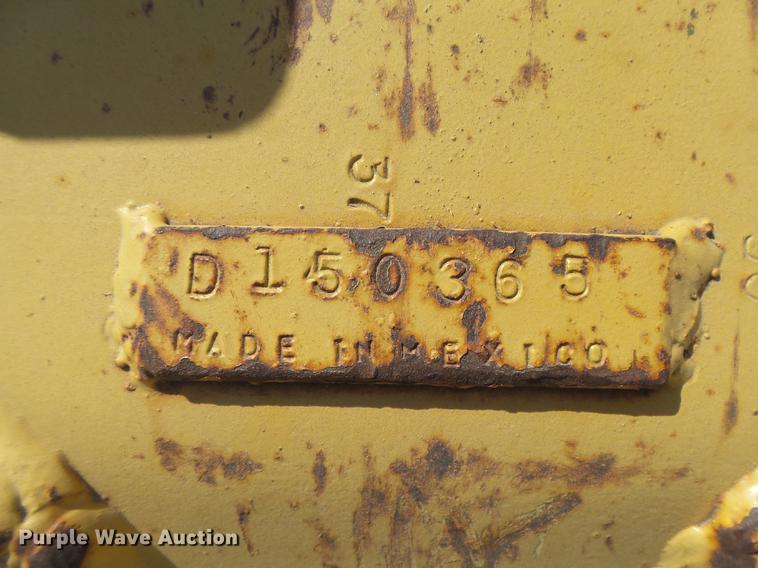 37
D150365
MADE IN MEXICO
Purple Wave Auction